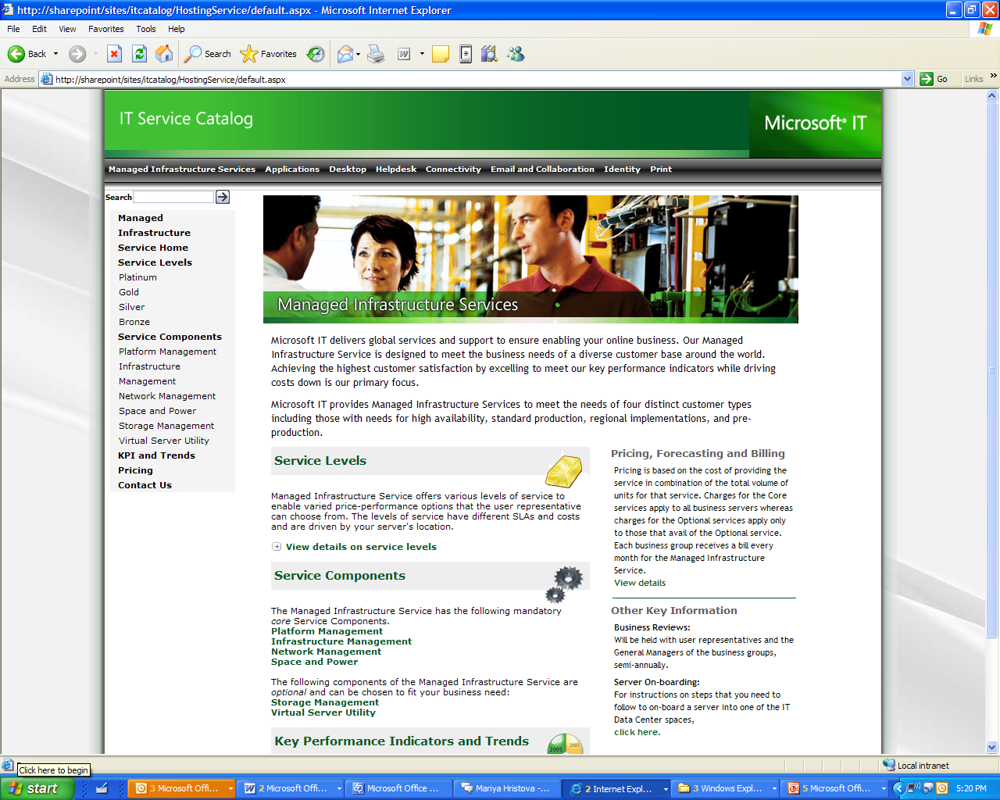 http://sharepoint/sites/itcatalog/HostingService/default.aspx - Microsoft Internet Explorer
File Edit View Favorites Tools Help
Back Search Favorites
Address http://sharepoint/sites/itcatalog/HostingService/default.aspx Go Links »
IT Service Catalog
Microsoft® IT
Managed Infrastructure Services Applications Desktop Helpdesk Connectivity Email and Collaboration Identity Print
Search
Managed
Infrastructure
Service Home
Service Levels
Platinum
Gold
Silver
Bronze
Service Components
Platform Management
Infrastructure
Management
Network Management
Space and Power
Storage Management
Virtual Server Utility
KPI and Trends
Pricing
Contact Us
Managed Infrastructure Services
Microsoft IT delivers global services and support to ensure enabling your online business. Our Managed
Infrastructure Service is designed to meet the business needs of a diverse customer base around the world.
Achieving the highest customer satisfaction by excelling to meet our key performance indicators while driving
costs down is our primary focus.
Microsoft IT provides Managed Infrastructure Services to meet the needs of four distinct customer types
including those with needs for high availability, standard production, regional implementations, and pre-
production.
Service Levels
Managed Infrastructure Service offers various levels of service to
enable varied price-performance options that the user representative
can choose from. The levels of service have different SLAs and costs
and are driven by your server's location.
View details on service levels
Service Components
The Managed Infrastructure Service has the following mandatory
core Service Components.
Platform Management
Infrastructure Management
Network Management
Space and Power
The following components of the Managed Infrastructure Service are
optional and can be chosen to fit your business need:
Storage Management
Virtual Server Utility
Key Performance Indicators and Trends
2005 2003
Pricing, Forecasting and Billing
Pricing is based on the cost of providing the
service in combination of the total volume of
units for that service. Charges for the Core
services apply to all business servers whereas
charges for the Optional services apply only
to those that avail of the Optional service.
Each business group receives a bill every
month for the Managed Infrastructure
Service.
View details
Other Key Information
Business Reviews:
Will be held with user representatives and the
General Managers of the business groups,
semi-annually.
Server On-boarding:
For instructions on steps that you need to
follow to on-board a server into one of the IT
Data Center spaces,
click here.
Local intranet
Click here to begin
start 3 Microsoft Offi... 2 Microsoft Offi... Microsoft Office ... Mariya Hristova -... 2 Internet Expl... 3 Windows Expl... 5 Microsoft Offi... 5:20 PM